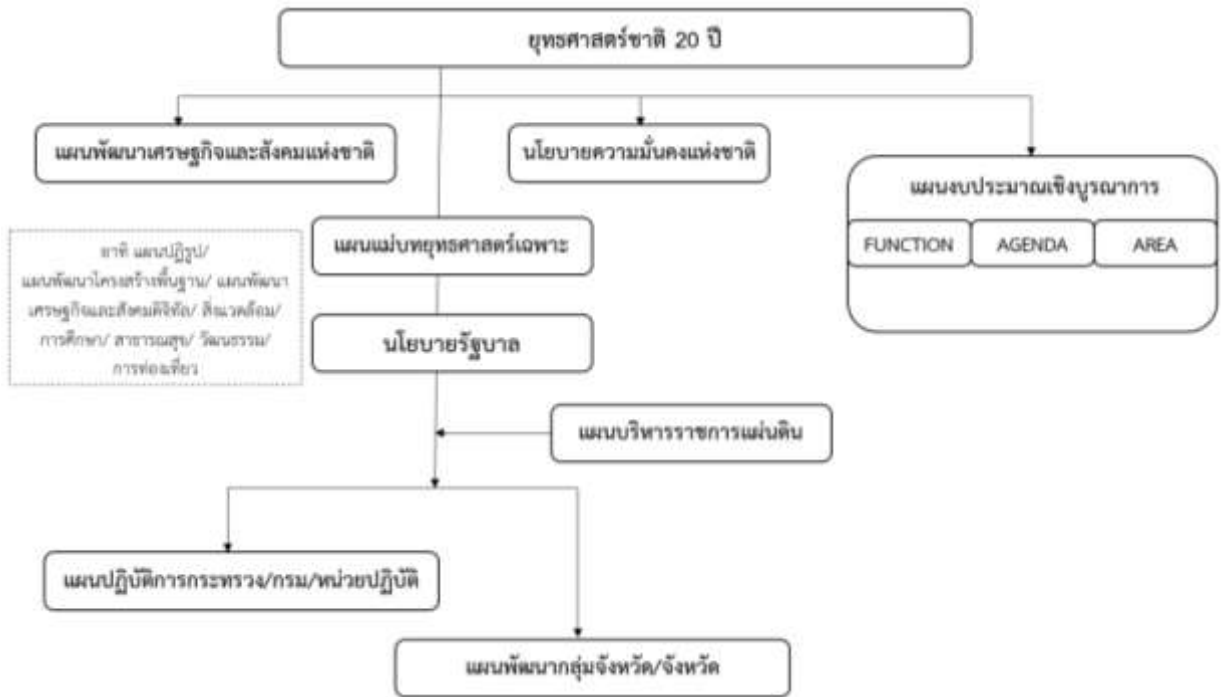 ยุทธศาสตร์ชาติ 20 ปี
แผนพัฒนาเศรษฐกิจและสังคมแห่งชาติ
นโยบายความมั่นคงแห่งชาติ
แผนงบประมาณเชิงบูรณาการ
FUNCTION
AGENDA
AREA
แผนแม่บทยุทธศาสตร์เฉพาะ
อาทิ แผนปฏิรูป/
แผนพัฒนาโครงสร้างพื้นฐาน/ แผนพัฒนา
เศรษฐกิจและสังคมดิจิทัล/ สิ่งแวดล้อม/
การศึกษา/ สาธารณสุข/ วัฒนธรรม/
การท่องเที่ยว
นโยบายรัฐบาล
แผนบริหารราชการแผ่นดิน
แผนปฏิบัติการกระทรวง/กรม/หน่วยปฏิบัติ
แผนพัฒนากลุ่มจังหวัด/จังหวัด